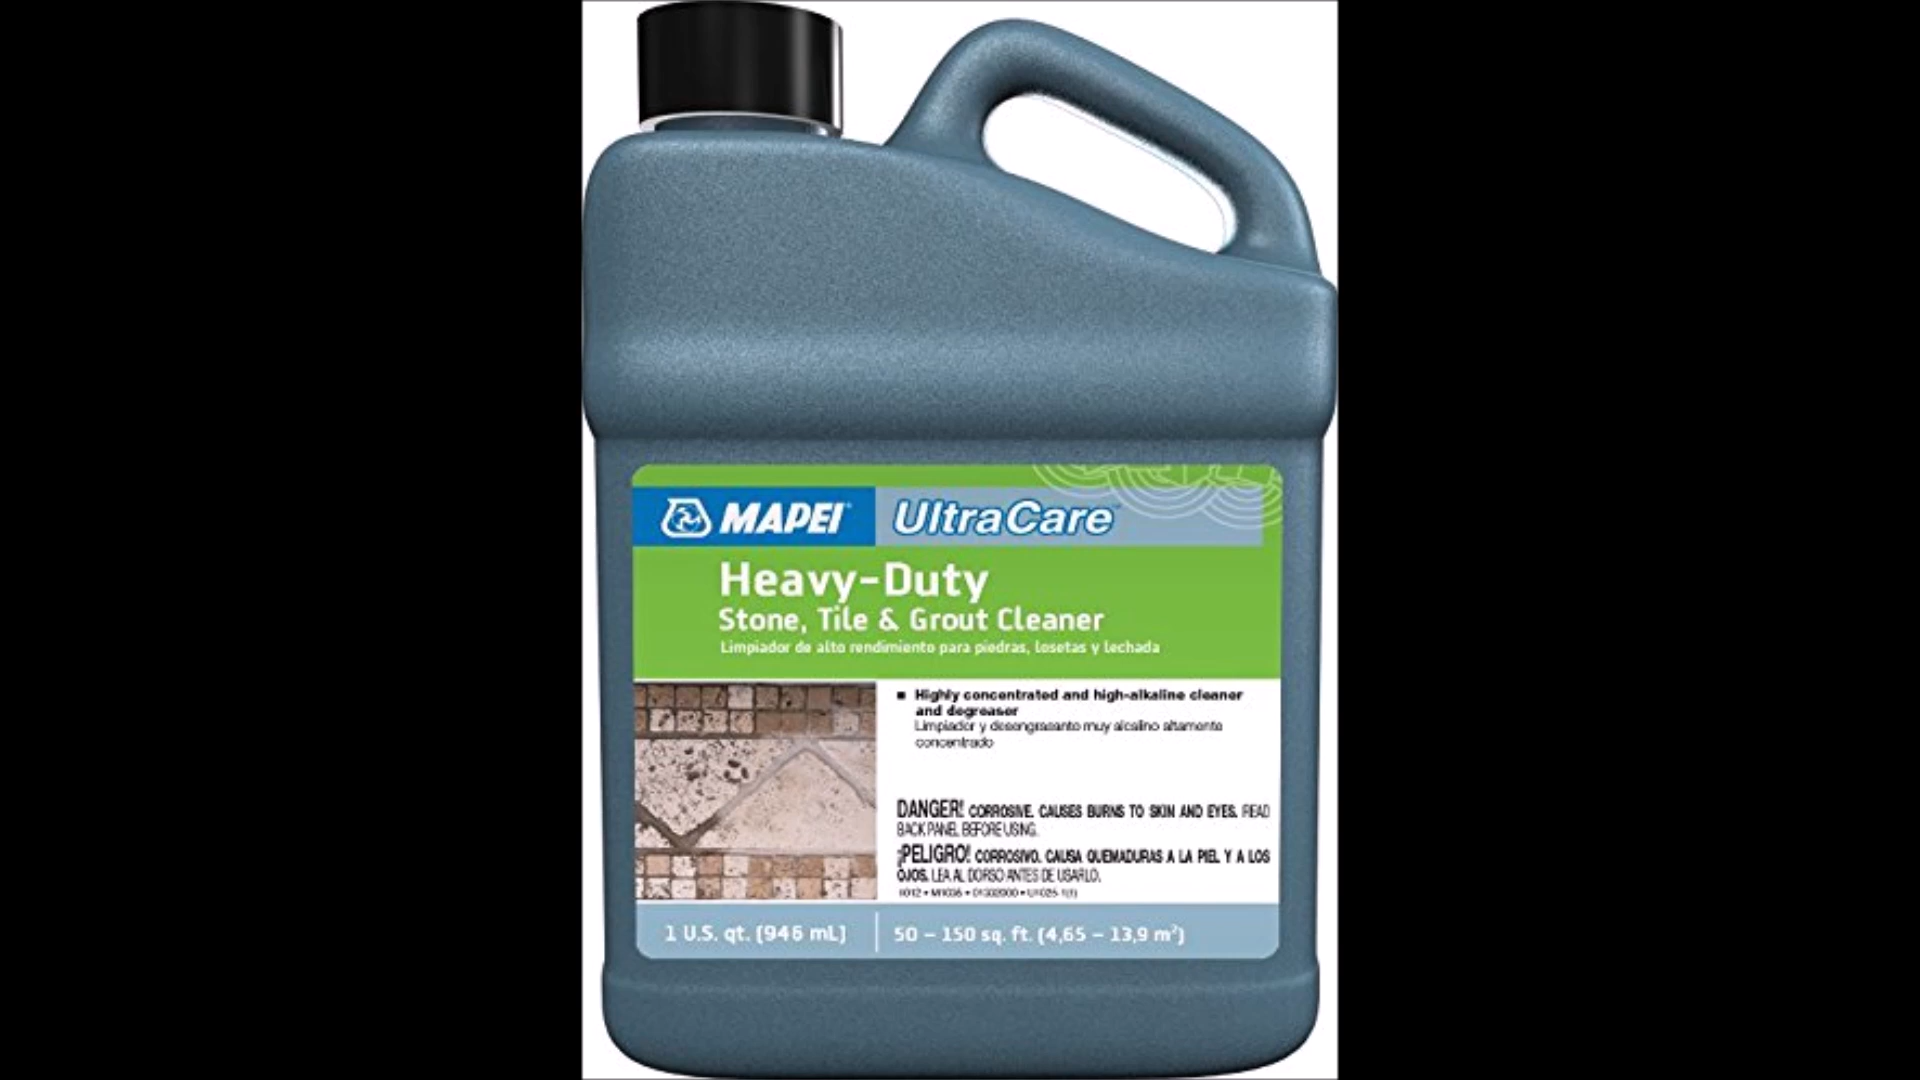 MAPEI UltraCare
Heavy-Duty
Stone, Tile & Grout Cleaner
Limpiador de alto rendimiento para piedras, losetas y lechada
■ Highly concentrated and high-alkaline cleaner
and degreaser
Limpiador y desengrasante muy alcalino altamente
concentrado
DANGER! CORROSIVE. CAUSES BURNS TO SKIN AND EYES. READ
BACK PANEL BEFORE USING.
¡PELIGRO! CORROSIVO. CAUSA QUEMADURAS A LA PIEL Y A LOS
OJOS. LEA AL DORSO ANTES DE USARLO.
1 U.S. qt. (946 mL)
50 – 150 sq. ft. (4,65 – 13,9 m²)